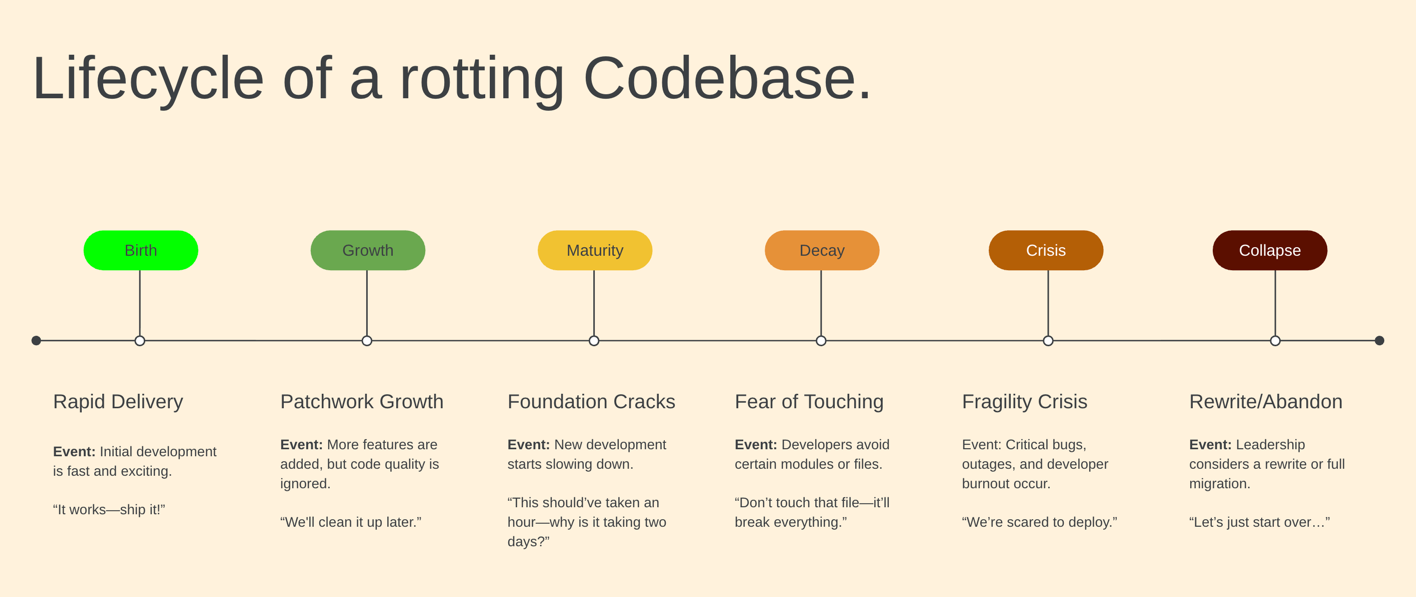 Lifecycle of a rotting Codebase.
Birth
Growth
Maturity
Decay
Crisis
Collapse
Rapid Delivery
Event: Initial development
is fast and exciting.
“It works—ship it!”
Patchwork Growth
Event: More features are
added, but code quality is
ignored.
“We'll clean it up later.”
Foundation Cracks
Event: New development
starts slowing down.
“This should’ve taken an
hour—why is it taking two
days?”
Fear of Touching
Event: Developers avoid
certain modules or files.
“Don’t touch that file—it’ll
break everything.”
Fragility Crisis
Event: Critical bugs,
outages, and developer
burnout occur.
“We’re scared to deploy.”
Rewrite/Abandon
Event: Leadership
considers a rewrite or full
migration.
“Let’s just start over…”